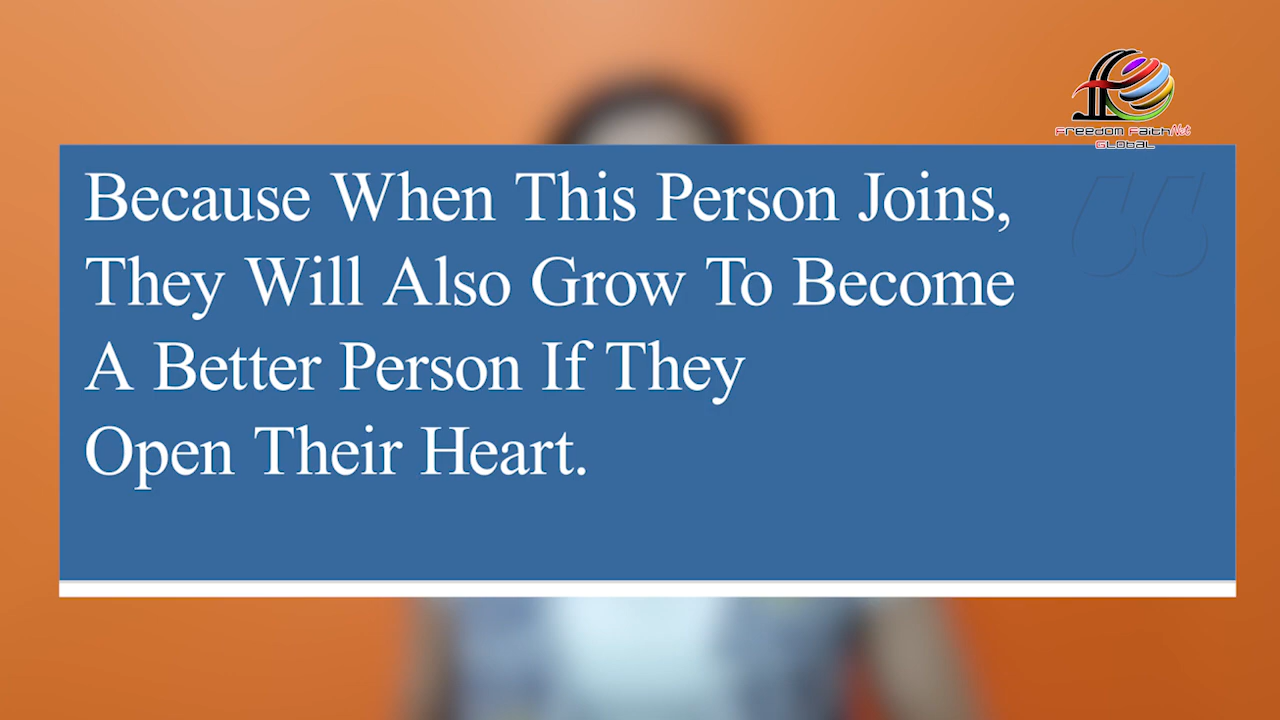 Freedom Faith Net
Global
Because When This Person Joins,
They Will Also Grow To Become
A Better Person If They
Open Their Heart.